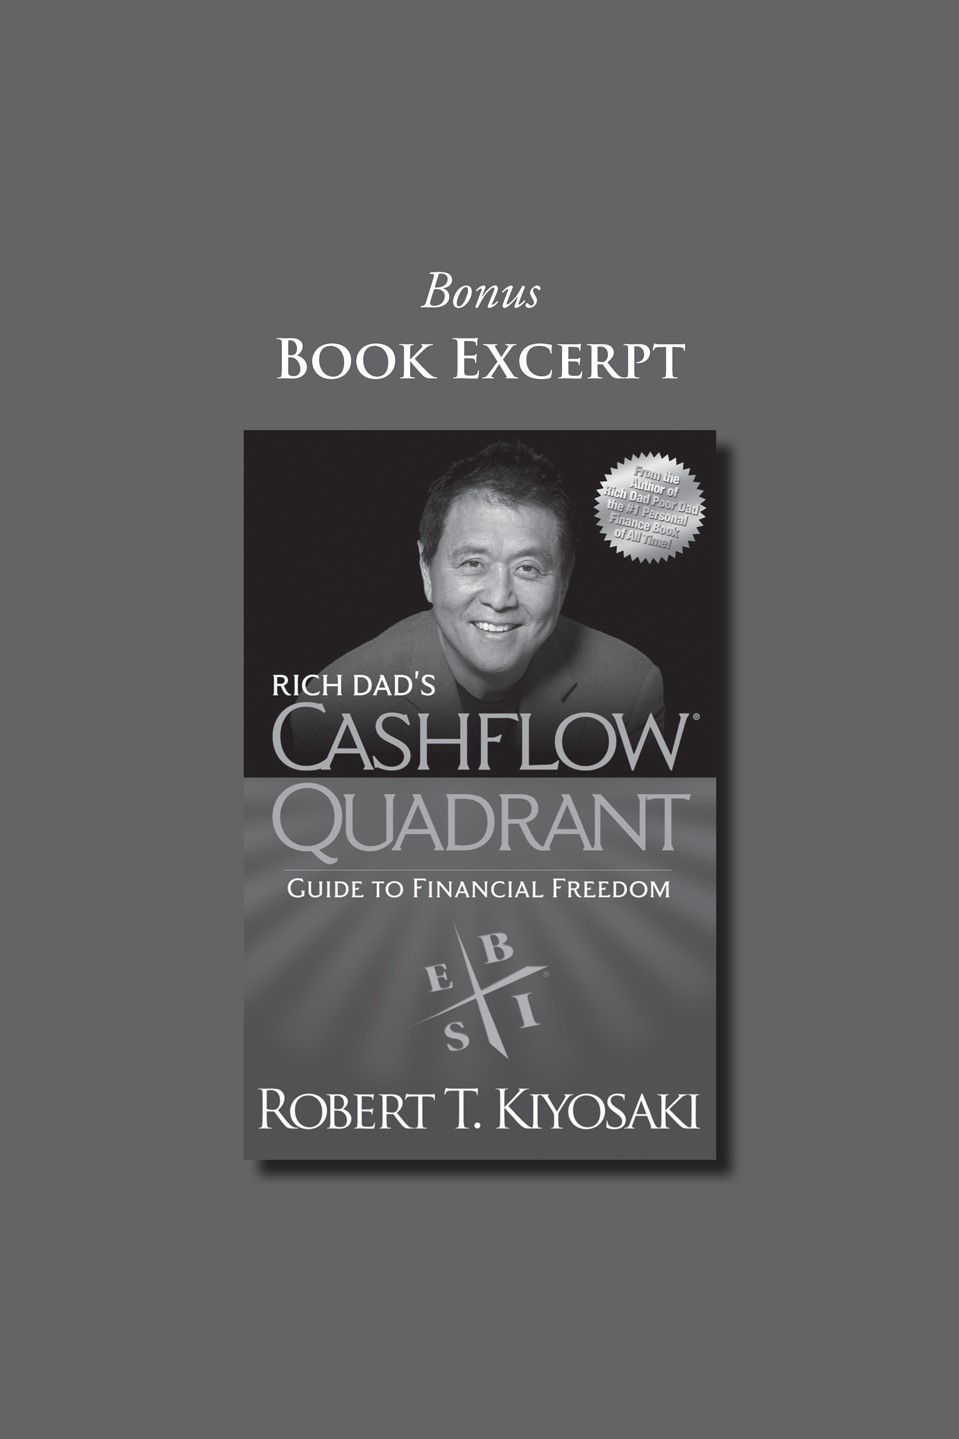 Bonus
BOOK EXCERPT
From the
Author of
Rich Dad Poor Dad
the #1 Personal
Finance Book
of All Time!
RICH DAD'S
CASHFLOW®
QUADRANT
GUIDE TO FINANCIAL FREEDOM
E B
S I ®
ROBERT T. KIYOSAKI